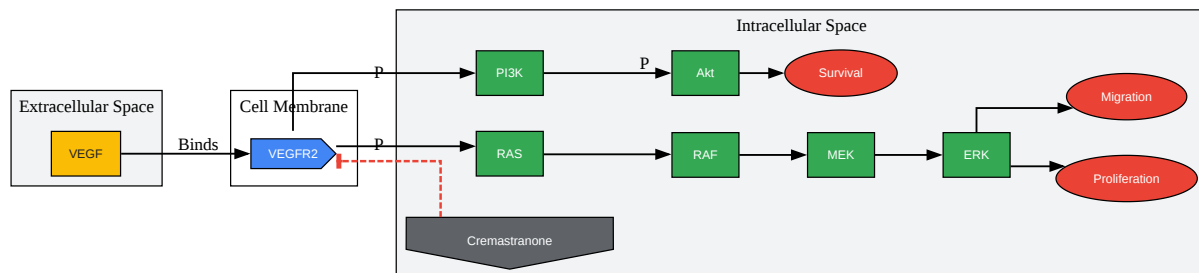 Intracellular Space
P
PI3K
P
Akt
Survival
Extracellular Space
Cell Membrane
Migration
VEGF
Binds
VEGFR2
P
RAS
RAF
MEK
ERK
Proliferation
Cremastranone